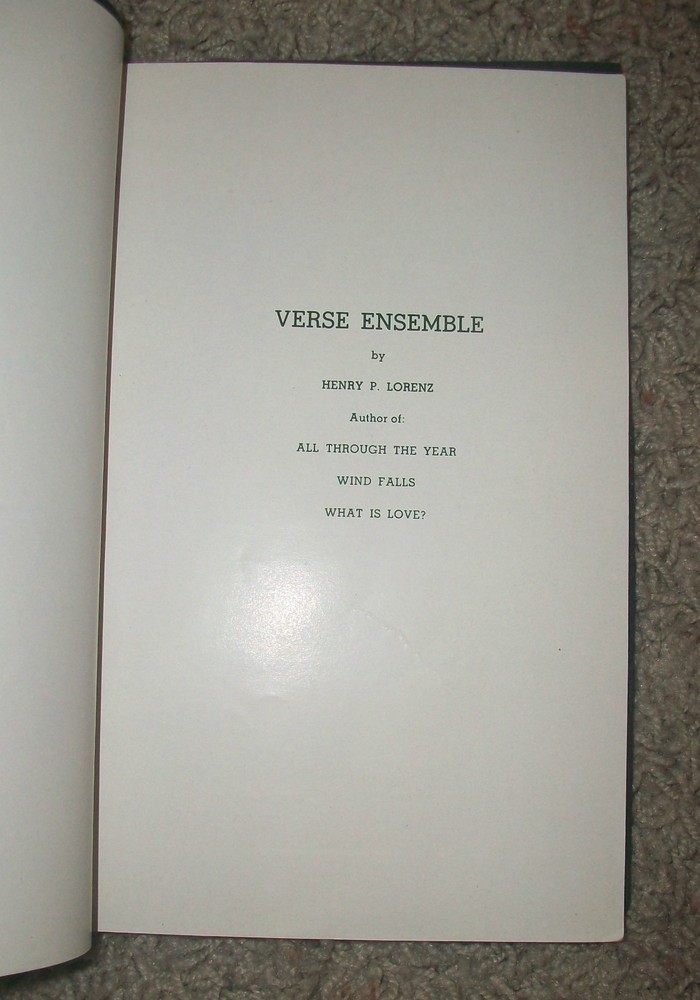 VERSE ENSEMBLE
by
HENRY P. LORENZ
Author of:
ALL THROUGH THE YEAR
WIND FALLS
WHAT IS LOVE?